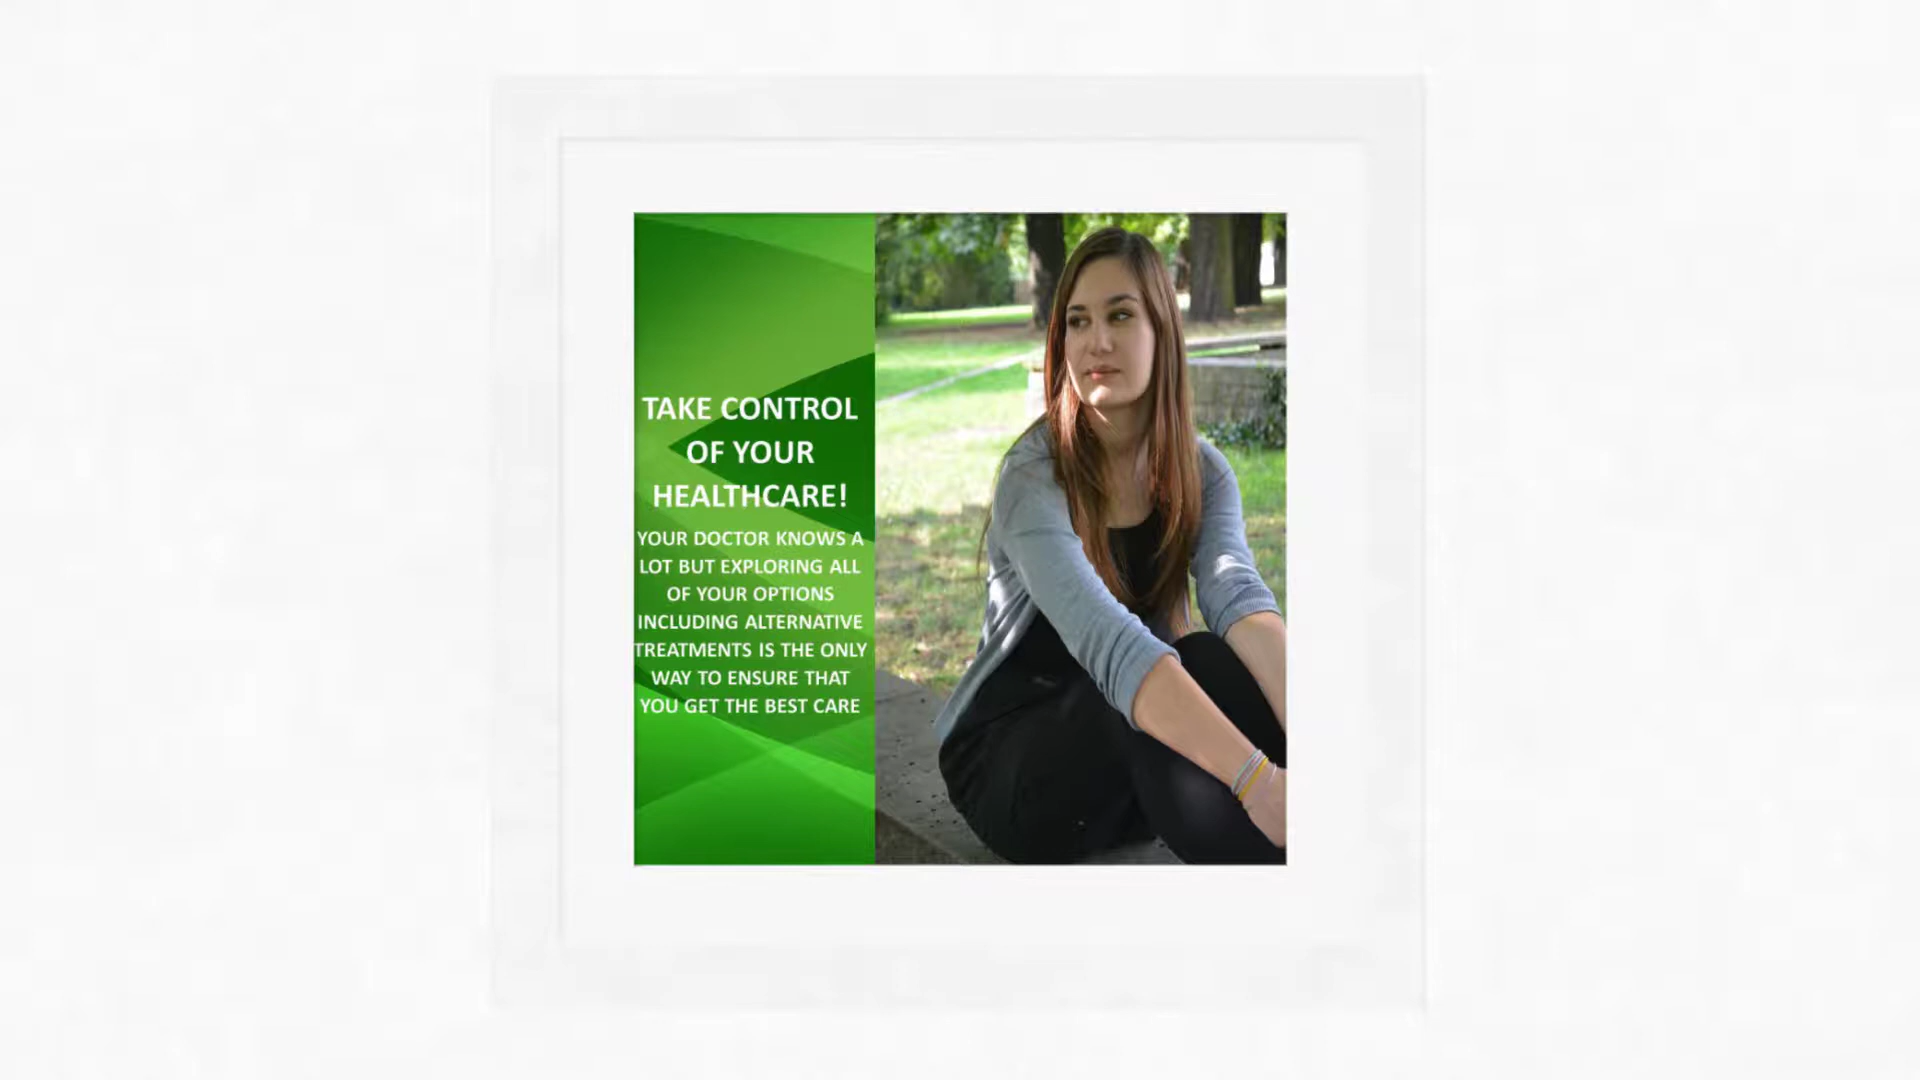 TAKE CONTROL
OF YOUR
HEALTHCARE!
YOUR DOCTOR KNOWS A
LOT BUT EXPLORING ALL
OF YOUR OPTIONS
INCLUDING ALTERNATIVE
TREATMENTS IS THE ONLY
WAY TO ENSURE THAT
YOU GET THE BEST CARE